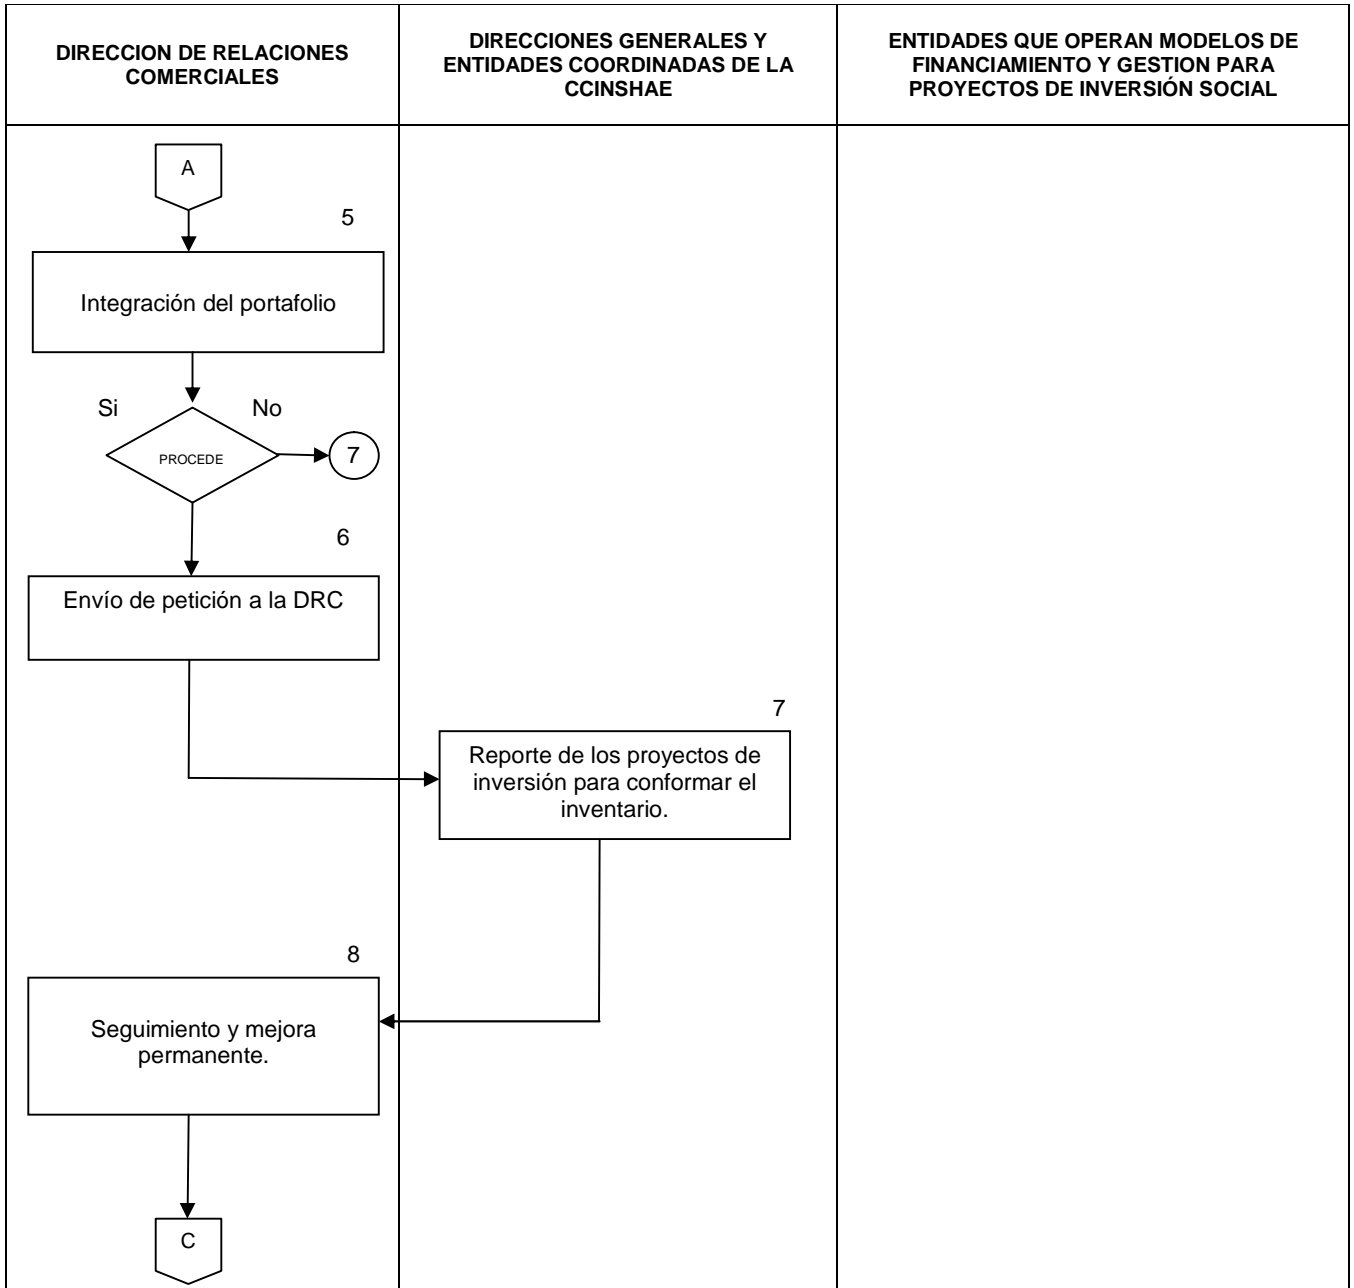 DIRECCION DE RELACIONES
COMERCIALES
DIRECCIONES GENERALES Y
ENTIDADES COORDINADAS DE LA
CCINSHAE
ENTIDADES QUE OPERAN MODELOS DE
FINANCIAMIENTO Y GESTION PARA
PROYECTOS DE INVERSIÓN SOCIAL
A
5
Integración del portafolio
Si
No
PROCEDE
7
6
Envío de petición a la DRC
7
Reporte de los proyectos de
inversión para conformar el
inventario.
8
Seguimiento y mejora
permanente.
C